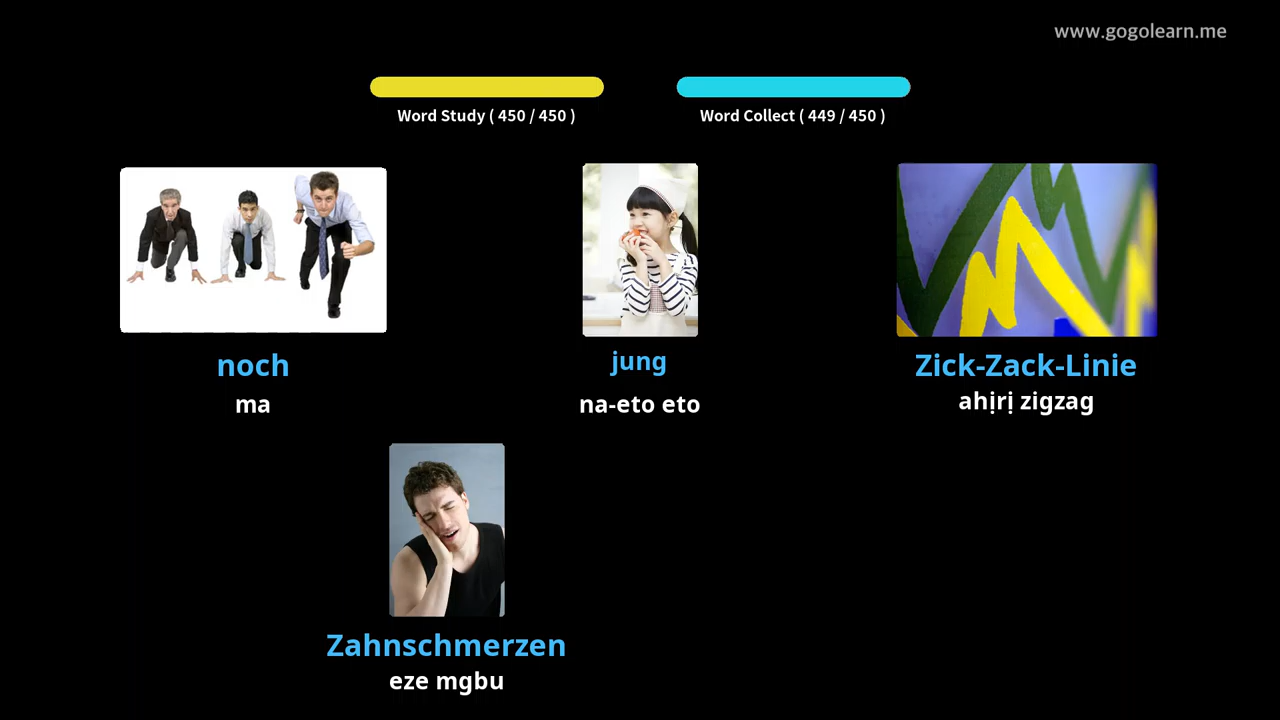 www.gogolearn.me
Word Study ( 450 / 450 )
Word Collect ( 449 / 450 )
noch
ma
jung
na-eto eto
Zick-Zack-Linie
ahịrị zigzag
Zahnschmerzen
eze mgbu